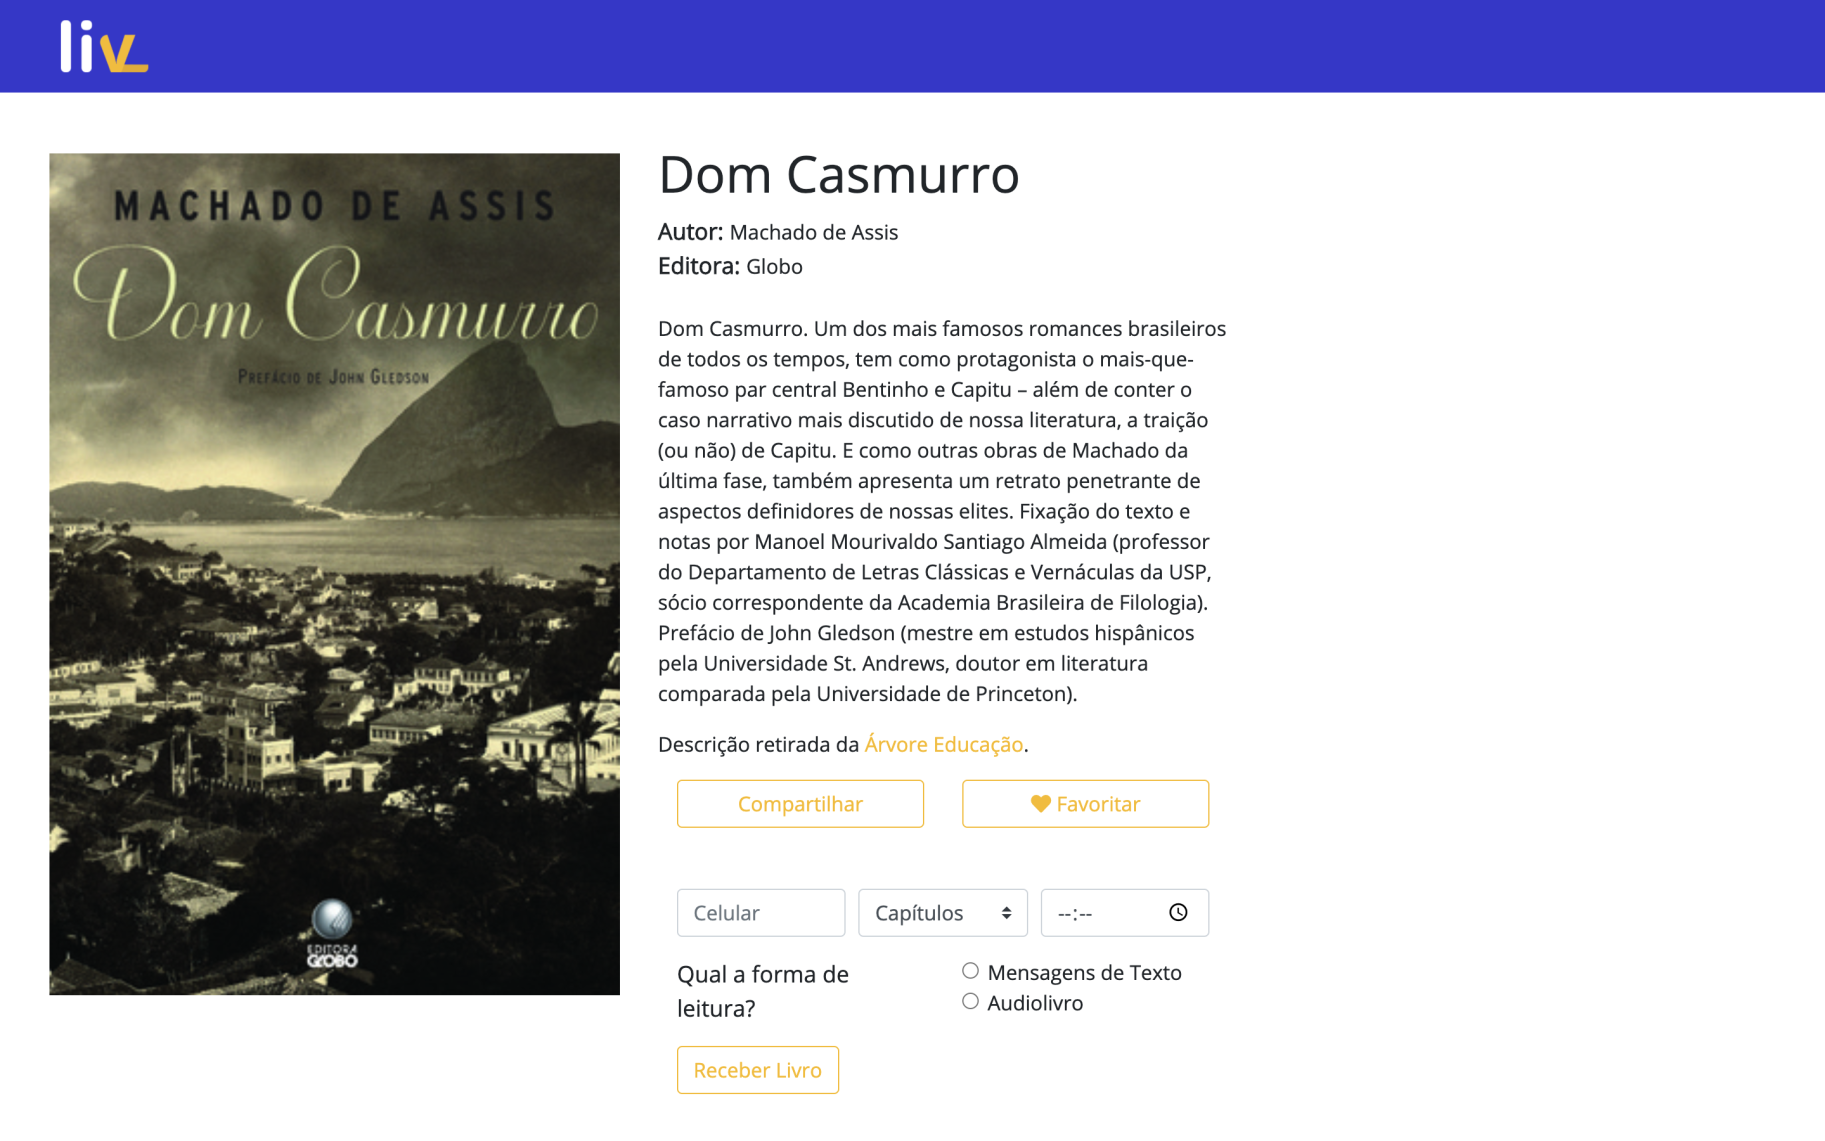 liv
MACHADO DE ASSIS
Dom Casmurro
PREFÁCIO DE JOHN GLEDSON
EDITORA
GLOBO
Dom Casmurro
Autor: Machado de Assis
Editora: Globo
Dom Casmurro. Um dos mais famosos romances brasileiros
de todos os tempos, tem como protagonista o mais-que-
famoso par central Bentinho e Capitu – além de conter o
caso narrativo mais discutido de nossa literatura, a traição
(ou não) de Capitu. E como outras obras de Machado da
última fase, também apresenta um retrato penetrante de
aspectos definidores de nossas elites. Fixação do texto e
notas por Manoel Mourivaldo Santiago Almeida (professor
do Departamento de Letras Clássicas e Vernáculas da USP,
sócio correspondente da Academia Brasileira de Filologia).
Prefácio de John Gledson (mestre em estudos hispânicos
pela Universidade St. Andrews, doutor em literatura
comparada pela Universidade de Princeton).
Descrição retirada da Árvore Educação.
Compartilhar
Favoritar
Celular
Capítulos
--:--
Qual a forma de
leitura?
Mensagens de Texto
Audiolivro
Receber Livro